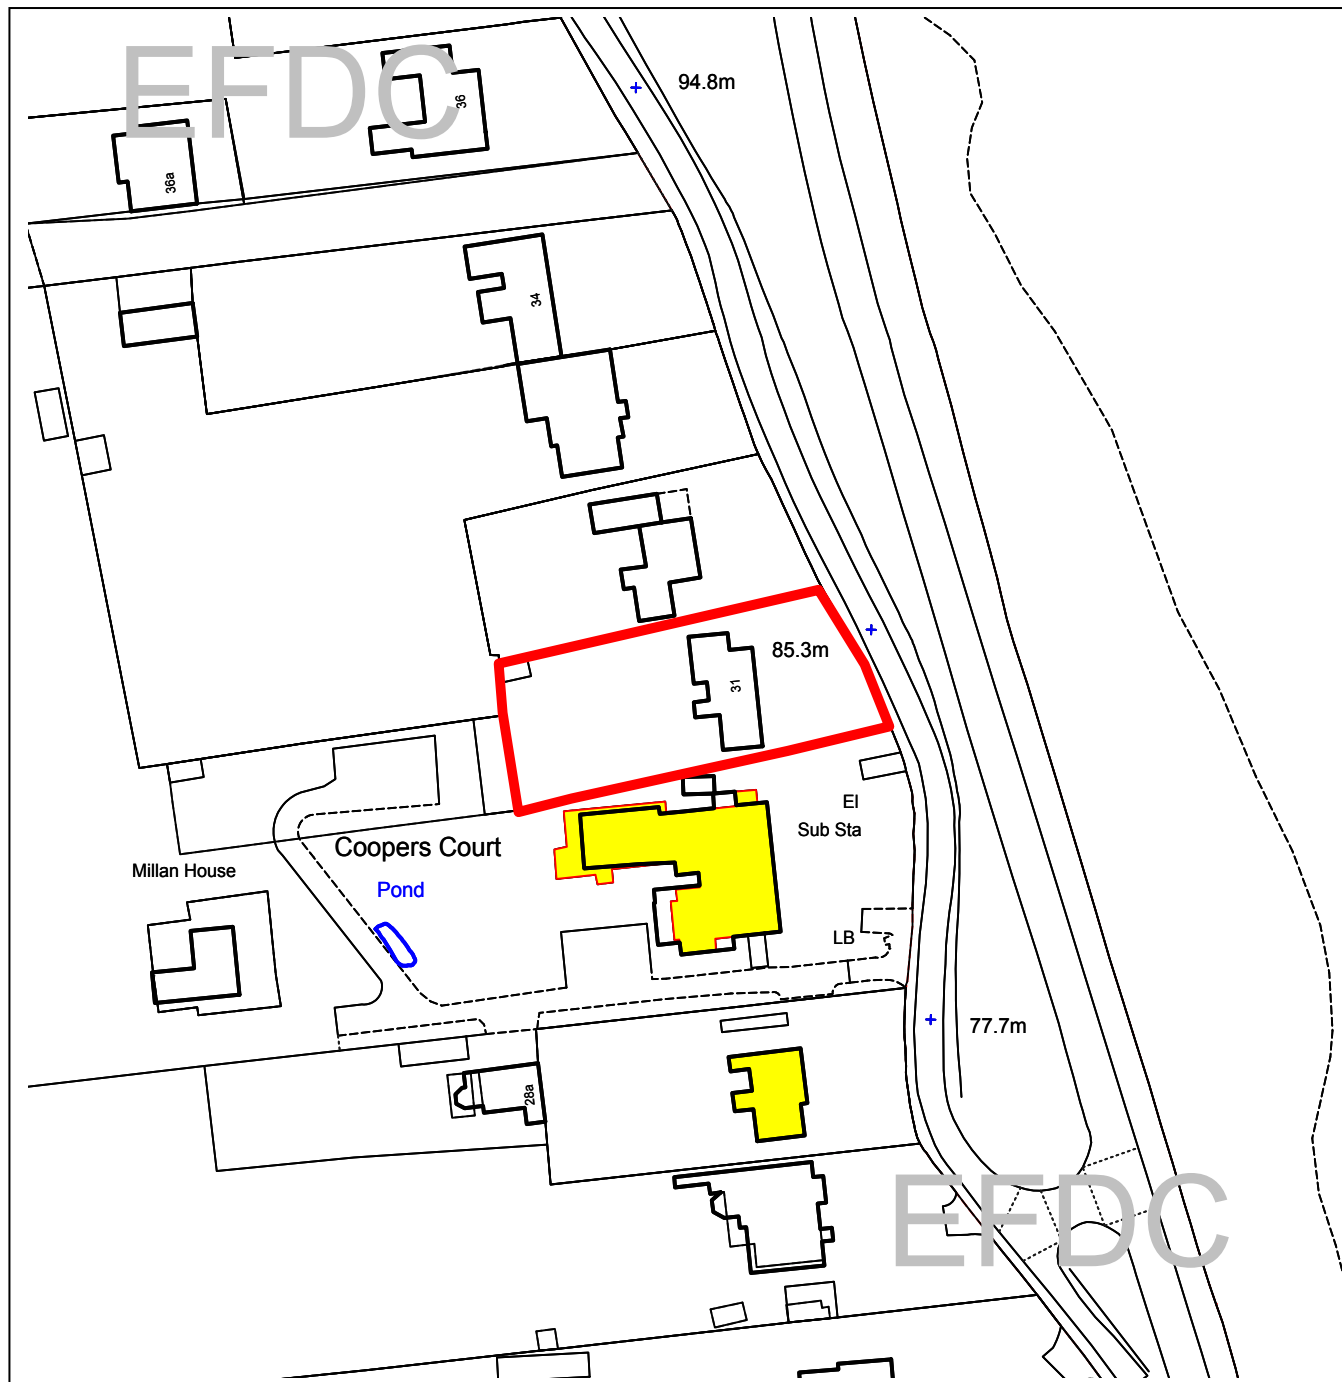 EFDC
94.8m
36
36a
34
85.3m
31
El
Sub Sta
Coopers Court
Millan House
Pond
LB
77.7m
28a
EFDC